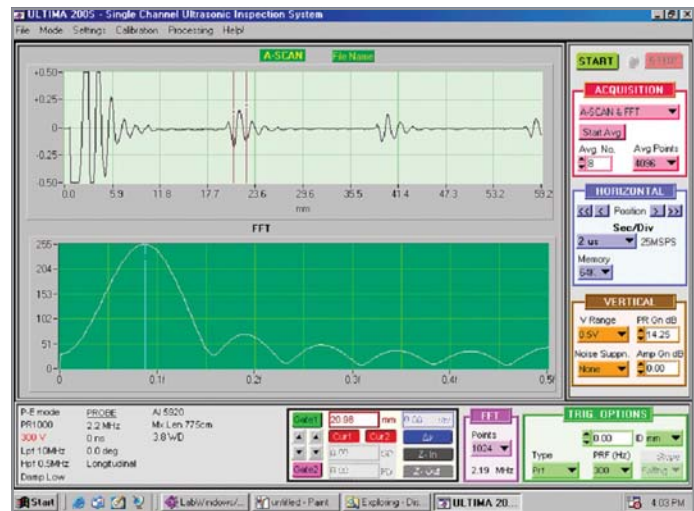 ULTIMA 2005 - Single Channel Ultrasonic Inspection System
File Mode Settings Calibration Processing Help!
A-SCAN File Name
+0.50-
+0.25-
0-
-0.25-
-0.50-
0.0 5.9 11.8 17.7 23.6 29.6 35.5 41.4 47.3 53.2 59.2
mm
FFT
255-
204-
153-
102-
51-
0-
0 0.1f 0.2f 0.3f 0.4f 0.5f
START
ACQUISITION
A-SCAN & FFT
Start Avg
Avg. No. Avg Points
8 4096
HORIZONTAL
<< < Position > >>
Sec/Div
2 us 25MSPS
Memory
VERTICAL
V Range PR Gn dB
0.5V 14.25
Noise Suppn. Amp Gn dB
None 0.00
P-E mode PROBE Al 5920
PR1000 2.2 MHz Mx Len 775cm
300 V 0 ns 3.8 WD
Lpf 10MHz 0.0 deg
Hpf 0.5MHz Longitudinal
Damp Low
Gate1 20.98 mm
Cur1 Cur2
Z-In
Gate2 Z-out
FFT
Points
1024
2.19 MHz
TRIG. OPTIONS
0.00 mm
Type PRF (Hz) Slope
Prt 300 Falling
Start LabWindows/... untitled - Paint Exploring - Dis... ULTIMA 20... 4:03 PM